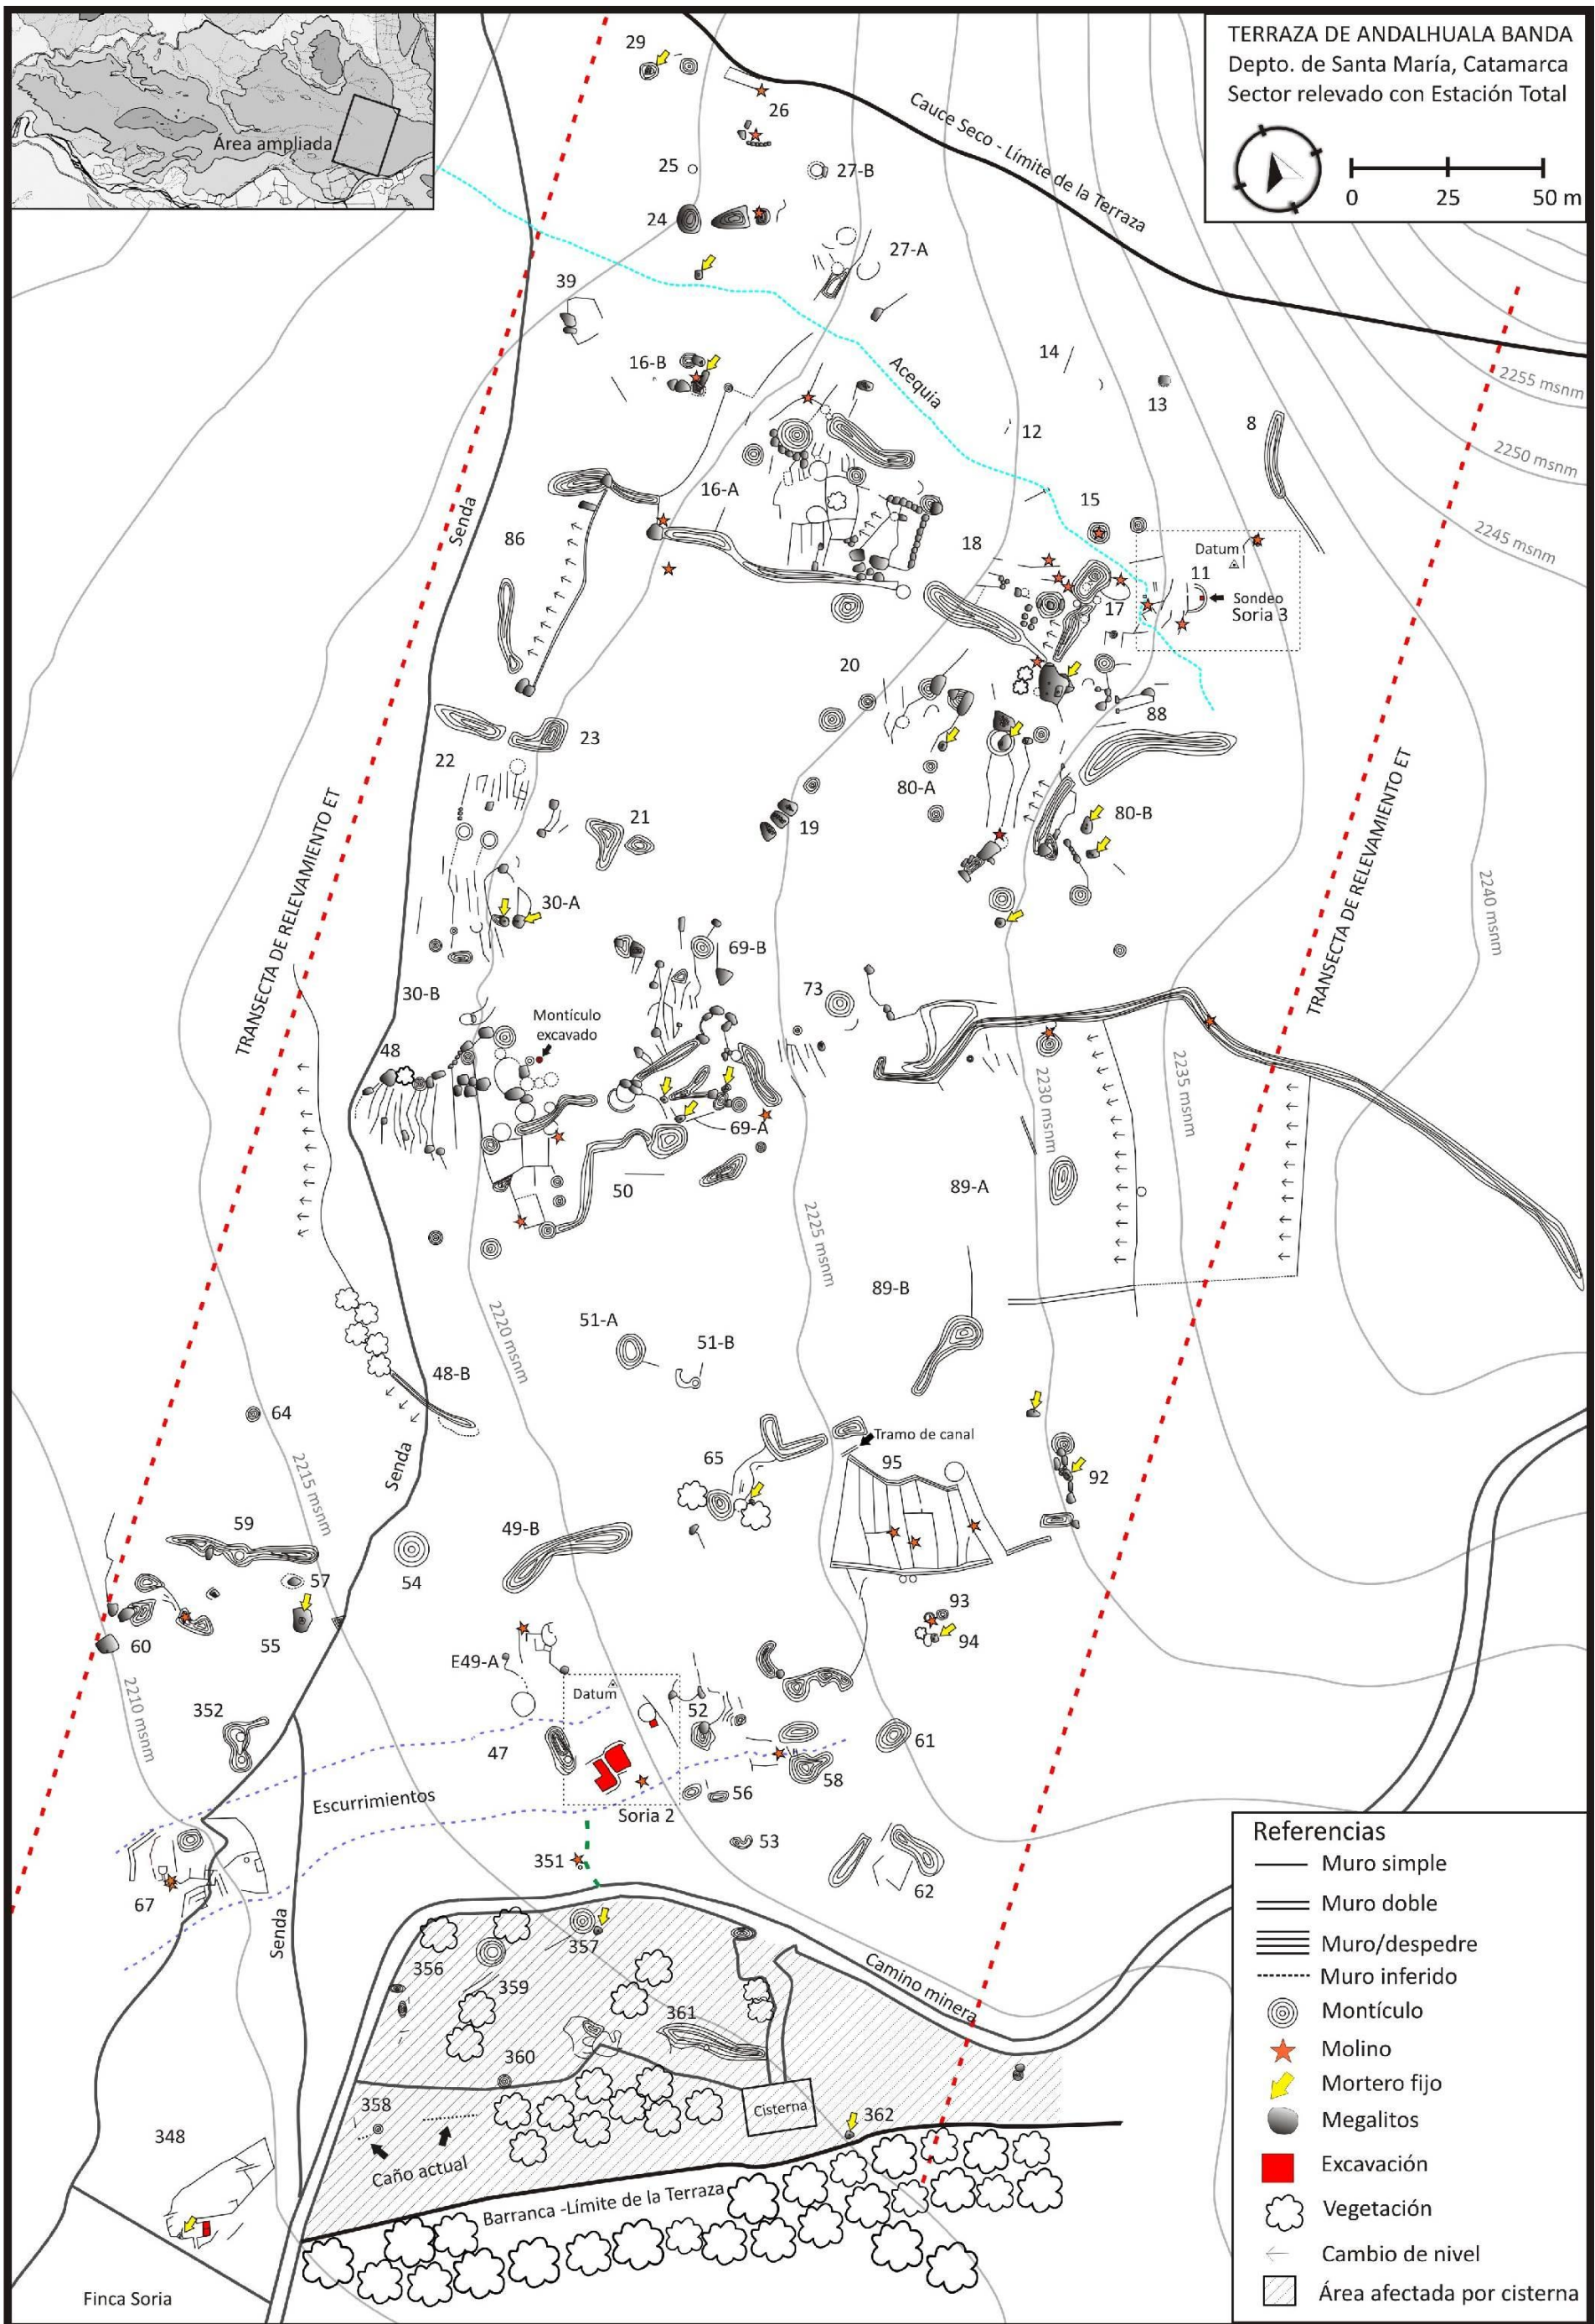 TERRAZA DE ANDALHUALA BANDA
Depto. de Santa María, Catamarca
Sector relevado con Estación Total
0 25 50 m
Área ampliada
29
26
Cauce Seco - Límite de la Terraza
25
27-B
24
27-A
39
Acequia
14
16-B
13
2255 msnm
12
8
2250 msnm
16-A
15
Senda
86
18
2245 msnm
Datum
11
17
Sondeo
Soria 3
20
88
23
22
80-A
80-B
21
19
TRANSECTA DE RELEVAMIENTO ET
TRANSECTA DE RELEVAMIENTO ET
30-A
2240 msnm
69-B
30-B
73
Montículo
excavado
48
2230 msnm
2235 msnm
69-A
50
89-A
2225 msnm
89-B
2220 msnm
51-A
51-B
48-B
64
Tramo de canal
65
95
Senda
2215 msnm
92
59
49-B
57
54
93
55
60
94
E49-A
2210 msnm
Datum
352
52
47
61
58
56
Escurrimientos
Soria 2
53
351
62
67
Senda
357
356
Camino minera
359
361
360
358
Cisterna
362
348
Caño actual
Barranca -Límite de la Terraza
Finca Soria
Referencias
Muro simple
Muro doble
Muro/despedre
Muro inferido
Montículo
Molino
Mortero fijo
Megalitos
Excavación
Vegetación
Cambio de nivel
Área afectada por cisterna